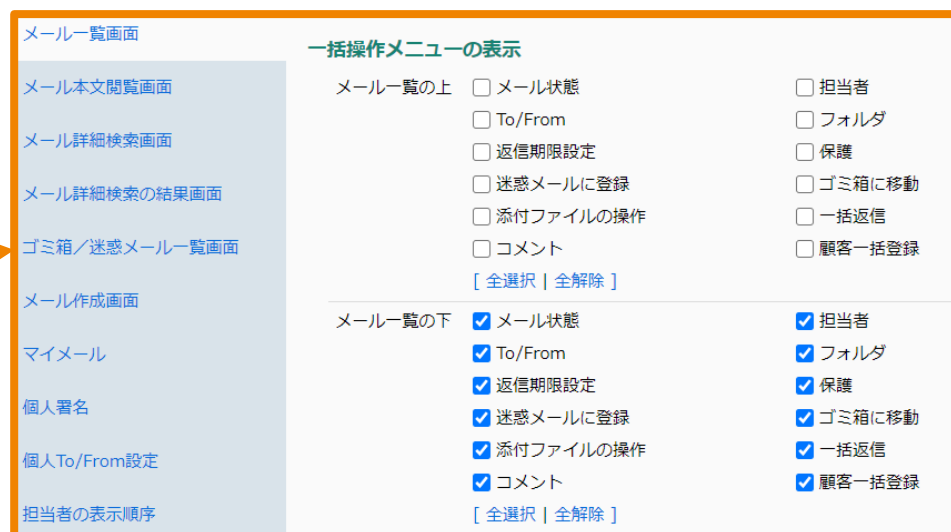 メール一覧画面
メール本文閲覧画面
メール詳細検索画面
メール詳細検索の結果画面
ゴミ箱／迷惑メール一覧画面
メール作成画面
マイメール
個人署名
個人To/From設定
担当者の表示順序
一括操作メニューの表示
メール一覧の上 メール状態 担当者
To/From フォルダ
返信期限設定 保護
迷惑メールに登録 ゴミ箱に移動
添付ファイルの操作 一括返信
コメント 顧客一括登録
[ 全選択 | 全解除 ]
メール一覧の下 メール状態 担当者
To/From フォルダ
返信期限設定 保護
迷惑メールに登録 ゴミ箱に移動
添付ファイルの操作 一括返信
コメント 顧客一括登録
[ 全選択 | 全解除 ]